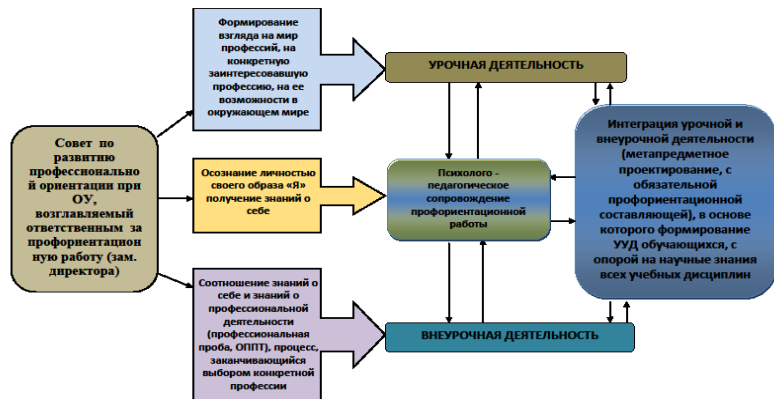 Совет по
развитию
профессионально
й ориентации при
ОУ,
возглавляемый
ответственным за
профориентацион
ную работу (зам.
директора)
Формирование
взгляда на мир
профессий, на
конкретную
заинтересовавшую
профессию, на ее
возможности в
окружающем мире
Осознание личностью
своего образа «Я»
получение знаний о
себе
Соотношение знаний о
себе и знаний о
профессиональной
деятельности
(профессиональная
проба, ОППТ), процесс,
заканчивающийся
выбором конкретной
профессии
УРОЧНАЯ ДЕЯТЕЛЬНОСТЬ
Психолого -
педагогическое
сопровождение
профориентационной
работы
ВНЕУРОЧНАЯ ДЕЯТЕЛЬНОСТЬ
Интеграция урочной и
внеурочной деятельности
(метапредметное
проектирование, с
обязательной
профориентационной
составляющей), в основе
которого формирование
УУД обучающихся, с
опорой на научные знания
всех учебных дисциплин